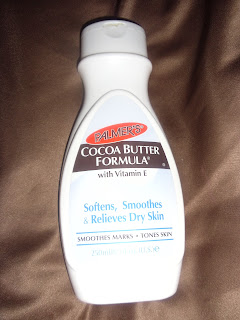 PALMER'S
COCOA BUTTER
FORMULA®
with Vitamin E
Softens, Smoothes
& Relieves Dry Skin
SMOOTHES MARKS • TONES SKIN